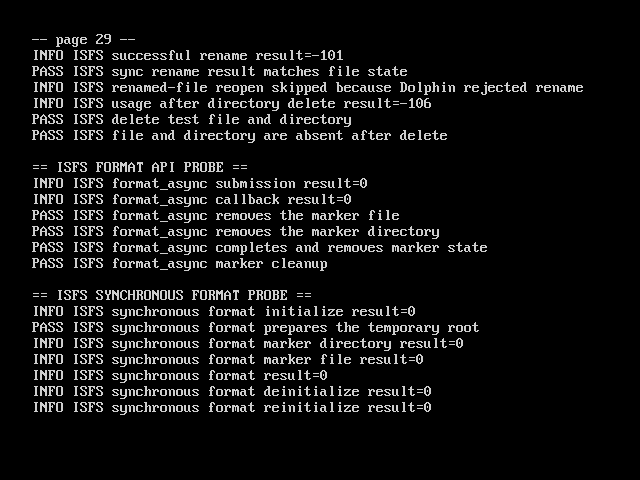 -- page 29 --
INFO ISFS successful rename result=-101
PASS ISFS sync rename result matches file state
INFO ISFS renamed-file reopen skipped because Dolphin rejected rename
INFO ISFS usage after directory delete result=-106
PASS ISFS delete test file and directory
PASS ISFS file and directory are absent after delete
== ISFS FORMAT API PROBE ==
INFO ISFS format_async submission result=0
INFO ISFS format_async callback result=0
PASS ISFS format_async removes the marker file
PASS ISFS format_async removes the marker directory
PASS ISFS format_async completes and removes marker state
PASS ISFS format_async marker cleanup
== ISFS SYNCHRONOUS FORMAT PROBE ==
INFO ISFS synchronous format initialize result=0
PASS ISFS synchronous format prepares the temporary root
INFO ISFS synchronous format marker directory result=0
INFO ISFS synchronous format marker file result=0
INFO ISFS synchronous format result=0
INFO ISFS synchronous format deinitialize result=0
INFO ISFS synchronous format reinitialize result=0